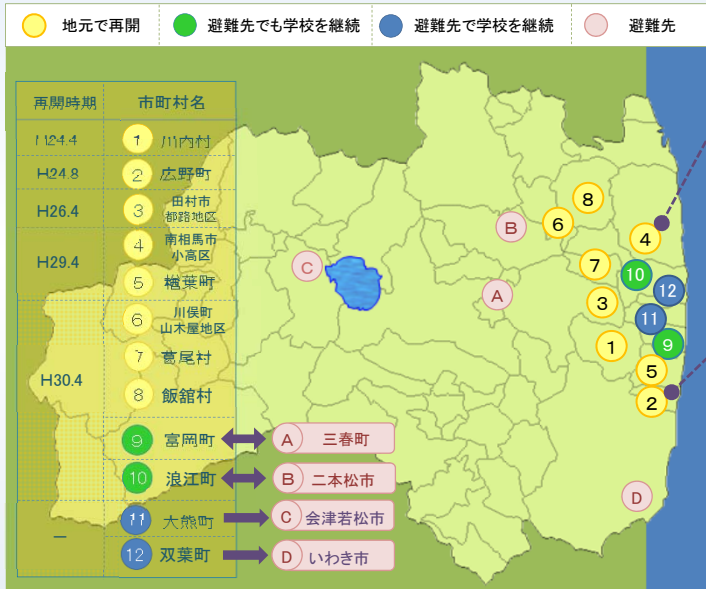 地元で再開
避難先でも学校を継続
避難先で学校を継続
避難先
再開時期 市町村名
H24.4 1 川内村
H24.8 2 広野町
H26.4 3 田村市
都路地区
H29.4 4 南相馬市
小高区
5 楢葉町
H30.4 6 川俣町
山木屋地区
7 葛尾村
8 飯舘村
9 富岡町 A 三春町
10 浪江町 B 二本松市
－ 11 大熊町 C 会津若松市
12 双葉町 D いわき市
8
6
B
4
7
10
C
A
12
3
11
1
9
5
2
D